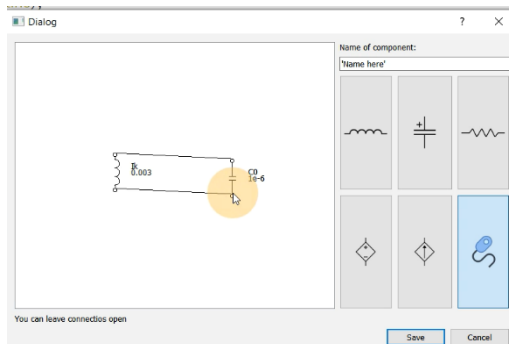 Dialog
?
Name of component:
'Name here'
0.003
C0
1e-6
You can leave connectios open
Save
Cancel